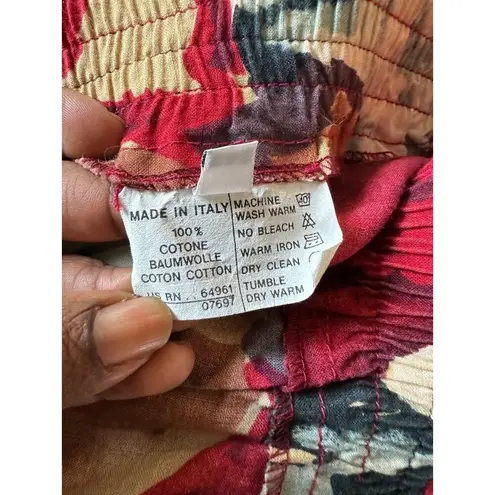 MADE IN ITALY
100%
COTONE
BAUMWOLLE
COTON COTTON
US RN .. 64961
07697
MACHINE
WASH WARM 40
NO BLEACH
WARM IRON
DRY CLEAN
TUMBLE
DRY WARM